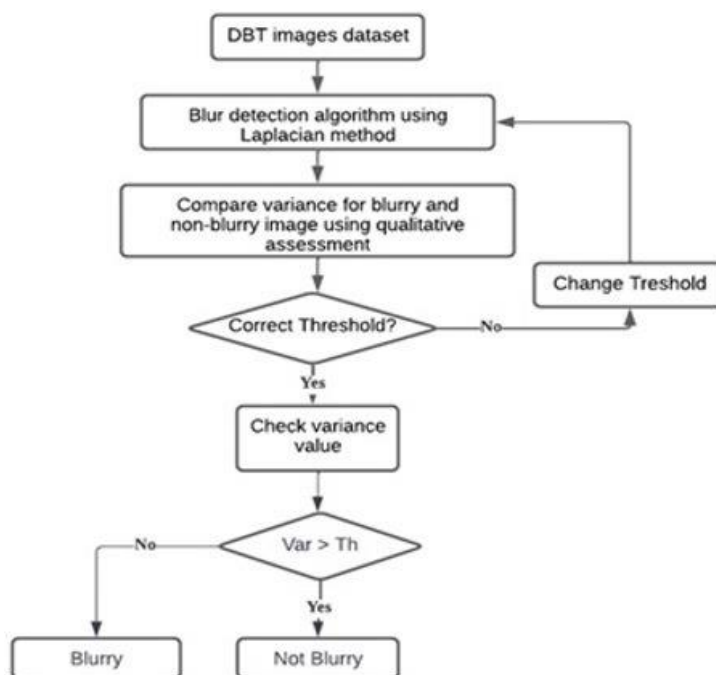 DBT images dataset
Blur detection algorithm using
Laplacian method
Compare variance for blurry and
non-blurry image using qualitative
assessment
Change Treshold
Correct Threshold?
No
Yes
Check variance
value
Var > Th
No
Yes
Blurry
Not Blurry